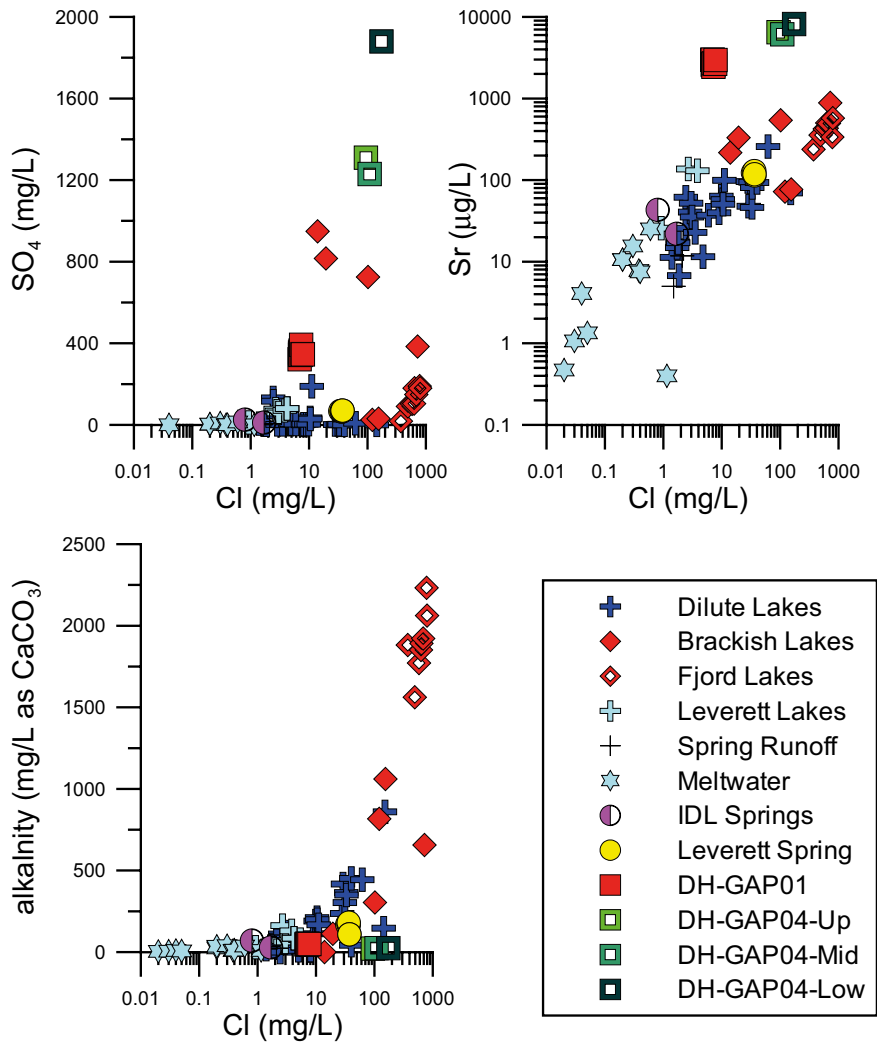 2000
1600
1200
800
400
0
SO4 (mg/L)
0.01 0.1 1 10 100 1000
Cl (mg/L)
10000
1000
100
10
1
0.1
Sr (μg/L)
0.01 0.1 1 10 100 1000
Cl (mg/L)
2500
2000
1500
1000
500
0
alkalnity (mg/L as CaCO3)
0.01 0.1 1 10 100 1000
Cl (mg/L)
Dilute Lakes
Brackish Lakes
Fjord Lakes
Leverett Lakes
Spring Runoff
Meltwater
IDL Springs
Leverett Spring
DH-GAP01
DH-GAP04-Up
DH-GAP04-Mid
DH-GAP04-Low